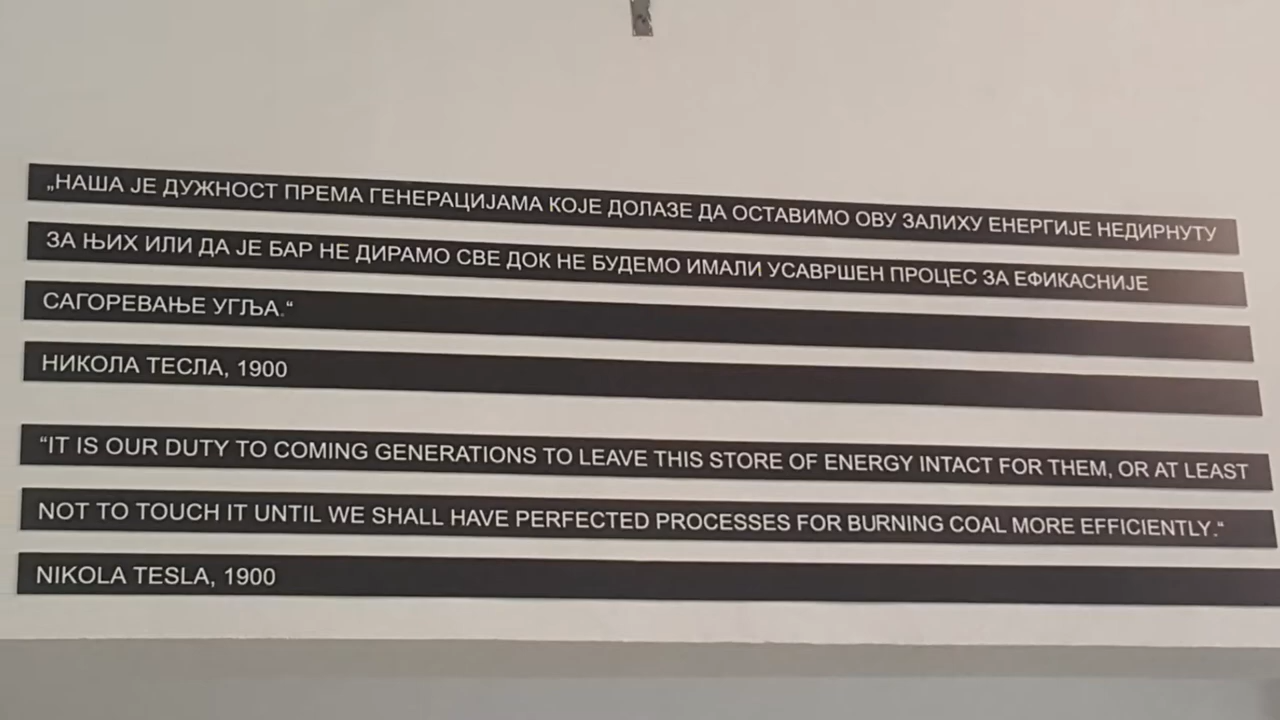 „НАША ЈЕ ДУЖНОСТ ПРЕМА ГЕНЕРАЦИЈАМА КОЈЕ ДОЛАЗЕ ДА ОСТАВИМО ОВУ ЗАЛИХУ ЕНЕРГИЈЕ НЕДИРНУТУ
ЗА ЊИХ ИЛИ ДА ЈЕ БАР НЕ ДИРАМО СВЕ ДОК НЕ БУДЕМО ИМАЛИ УСАВРШЕН ПРОЦЕС ЗА ЕФИКАСНИЈЕ
САГОРЕВАЊЕ УГЉА.“
НИКОЛА ТЕСЛА, 1900
“IT IS OUR DUTY TO COMING GENERATIONS TO LEAVE THIS STORE OF ENERGY INTACT FOR THEM, OR AT LEAST
NOT TO TOUCH IT UNTIL WE SHALL HAVE PERFECTED PROCESSES FOR BURNING COAL MORE EFFICIENTLY.“
NIKOLA TESLA, 1900